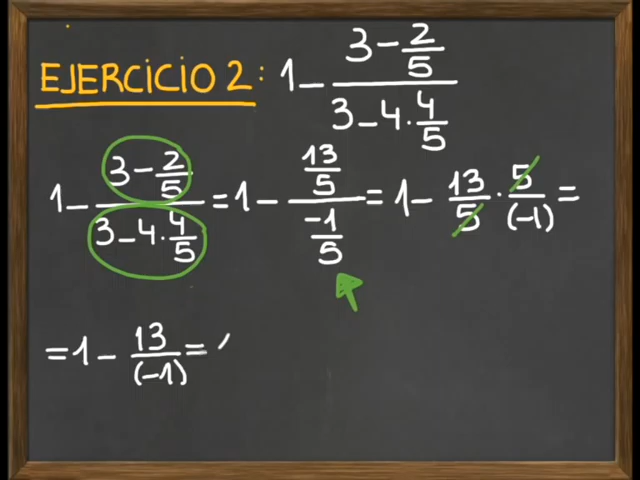 EJERCICIO 2: 1 - (3 - 2/5)/(3 - 4 · 4/5)
1 - (3 - 2/5)/(3 - 4 · 4/5) = 1 - (13/5)/(-1/5) = 1 - 13/5 · 5/(-1) =
= 1 - 13/(-1) =